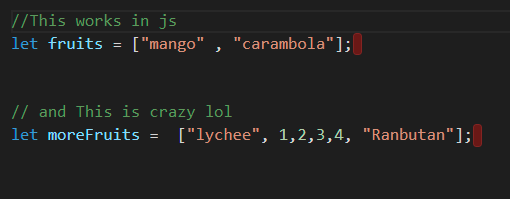 //This works in js
let fruits = ["mango" , "carambola"];
// and This is crazy lol
let moreFruits =  ["lychee", 1,2,3,4, "Ranbutan"];